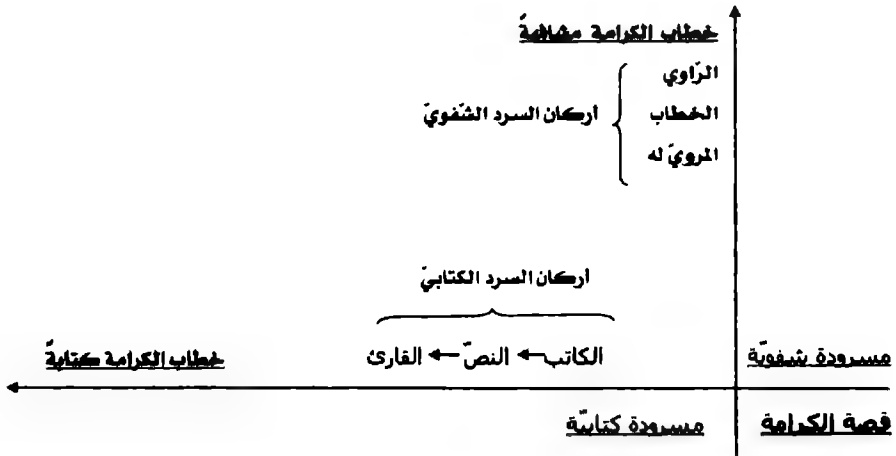 خطاب الكرامة مشافهةً
الرّاوي
الخطاب
المرويّ له
أركان السرد الشّفويّ
أركان السرد الكتابيّ
الكاتب ← النصّ ← القارئ
خطاب الكرامة كتابةً
مسرودة شفويّة
قصة الكرامة
مسرودة كتابيّة